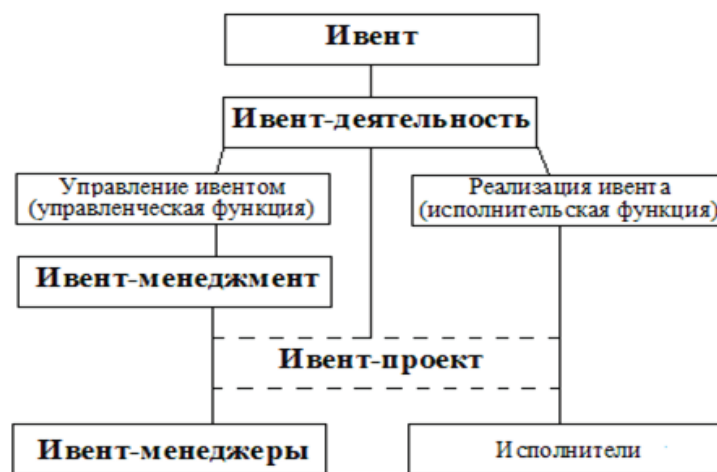 Ивент
Ивент-деятельность
Управление ивентом
(управленческая функция)
Реализация ивента
(исполнительская функция)
Ивент-менеджмент
Ивент-проект
Ивент-менеджеры
Исполнители